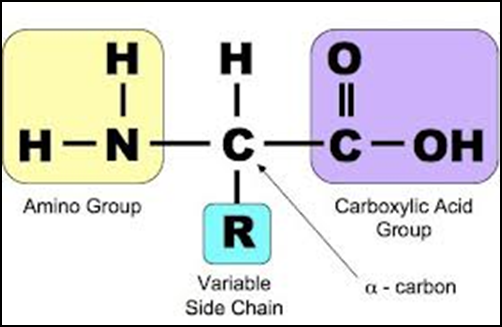 H H O
H N C C OH
Amino Group
R
Carboxylic Acid
Group
Variable
Side Chain
α - carbon